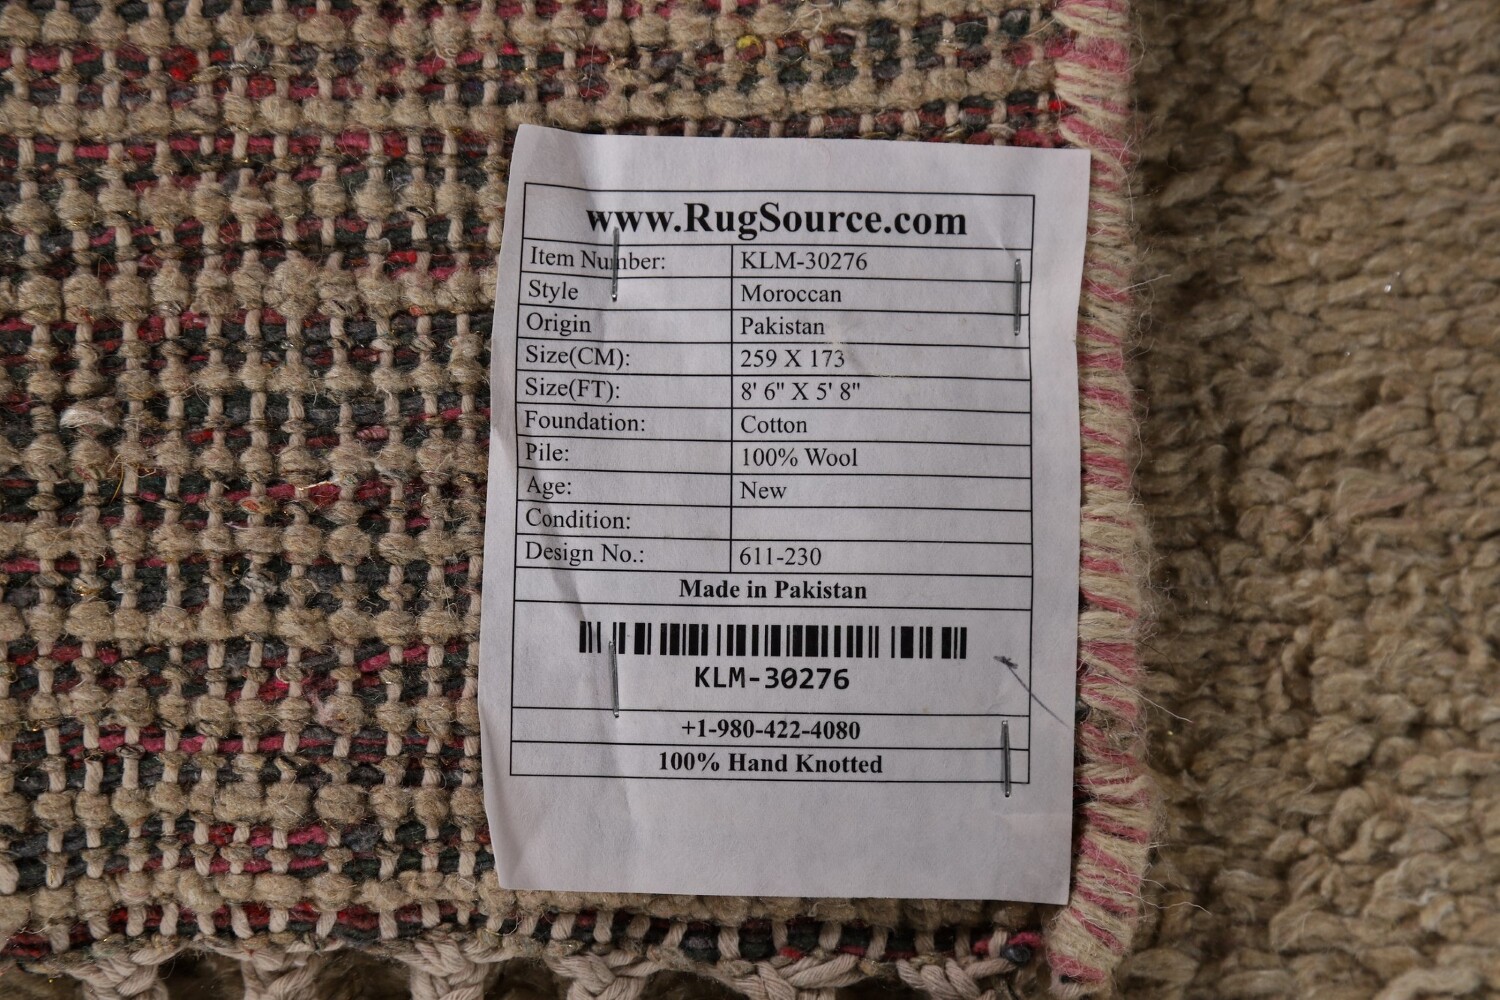 www.RugSource.com
Item Number: KLM-30276
Style Moroccan
Origin Pakistan
Size(CM): 259 X 173
Size(FT): 8' 6" X 5' 8"
Foundation: Cotton
Pile: 100% Wool
Age: New
Condition:
Design No.: 611-230
Made in Pakistan
KLM-30276
+1-980-422-4080
100% Hand Knotted